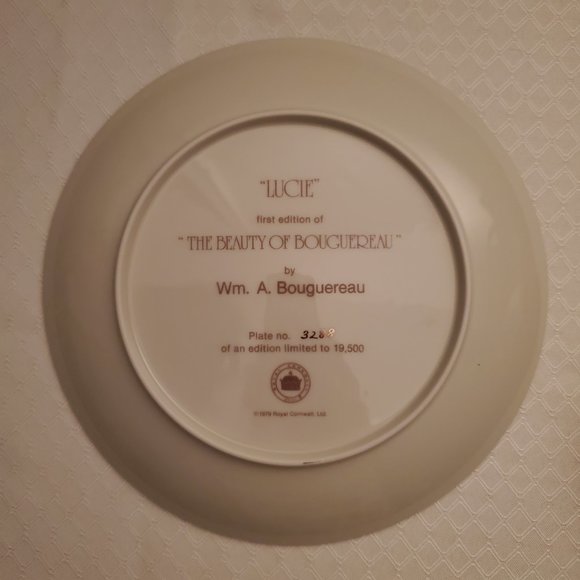 "LUCIE"
first edition of
"THE BEAUTY OF BOUGUEREAU"
by
Wm. A. Bouguereau
Plate no.
of an edition limited to 19,500
© 1979 Royal Cornwall, Ltd.